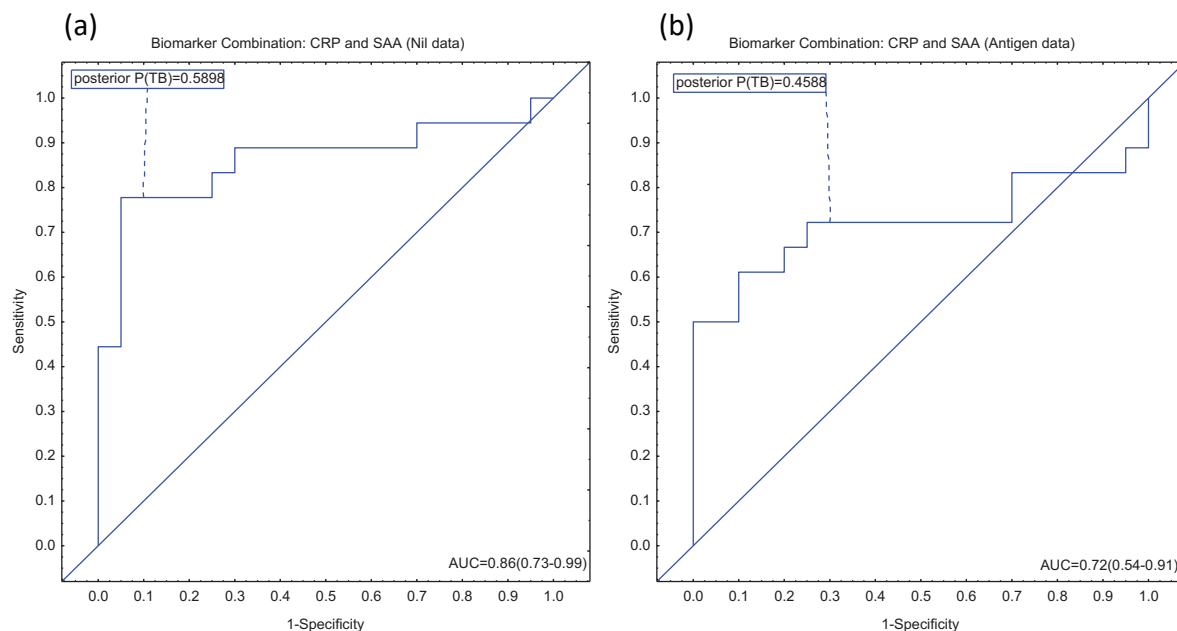 (a)
Biomarker Combination: CRP and SAA (Nil data)
posterior P(TB)=0.5898
1.0
0.9
0.8
0.7
0.6
0.5
0.4
0.3
0.2
0.1
0.0
Sensitivity
AUC=0.86(0.73-0.99)
0.0 0.1 0.2 0.3 0.4 0.5 0.6 0.7 0.8 0.9 1.0
1-Specificity
(b)
Biomarker Combination: CRP and SAA (Antigen data)
posterior P(TB)=0.4588
1.0
0.9
0.8
0.7
0.6
0.5
0.4
0.3
0.2
0.1
0.0
Sensitivity
AUC=0.72(0.54-0.91)
0.0 0.1 0.2 0.3 0.4 0.5 0.6 0.7 0.8 0.9 1.0
1-Specificity